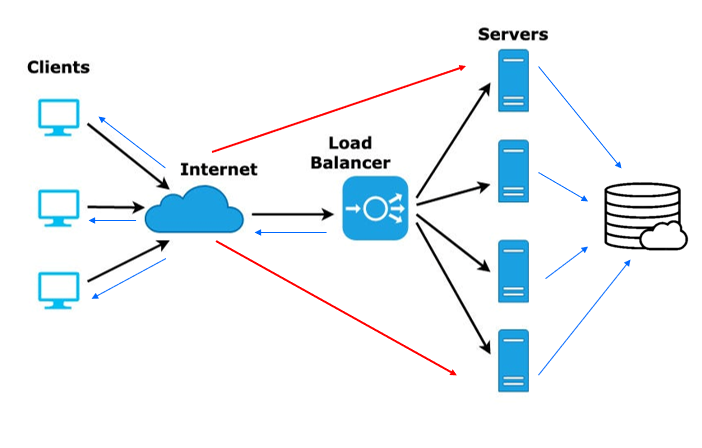 Servers
Clients
Load
Balancer
Internet